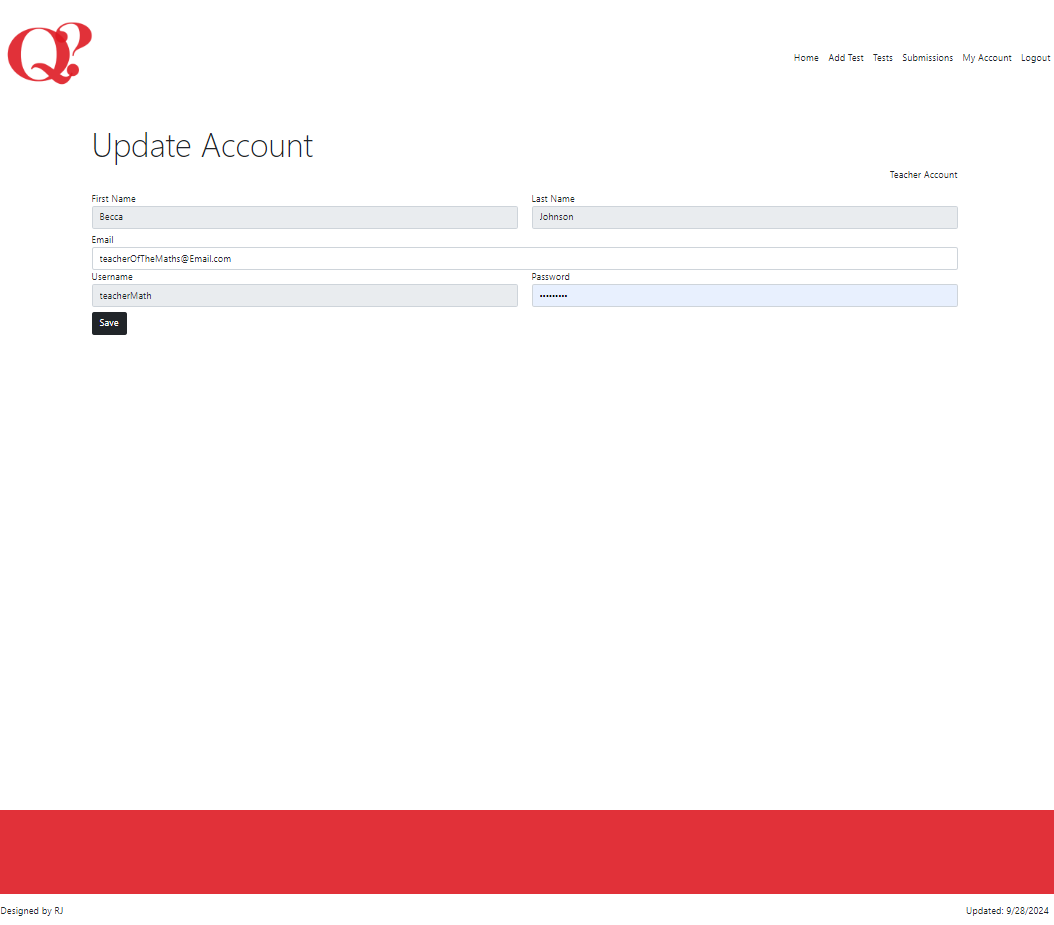 Q?
Home Add Test Tests Submissions My Account Logout
Update Account
Teacher Account
First Name Last Name
Becca Johnson
Email
teacherOfTheMaths@Email.com
Username Password
teacherMath •••••••••
Save
Designed by RJ Updated: 9/28/2024